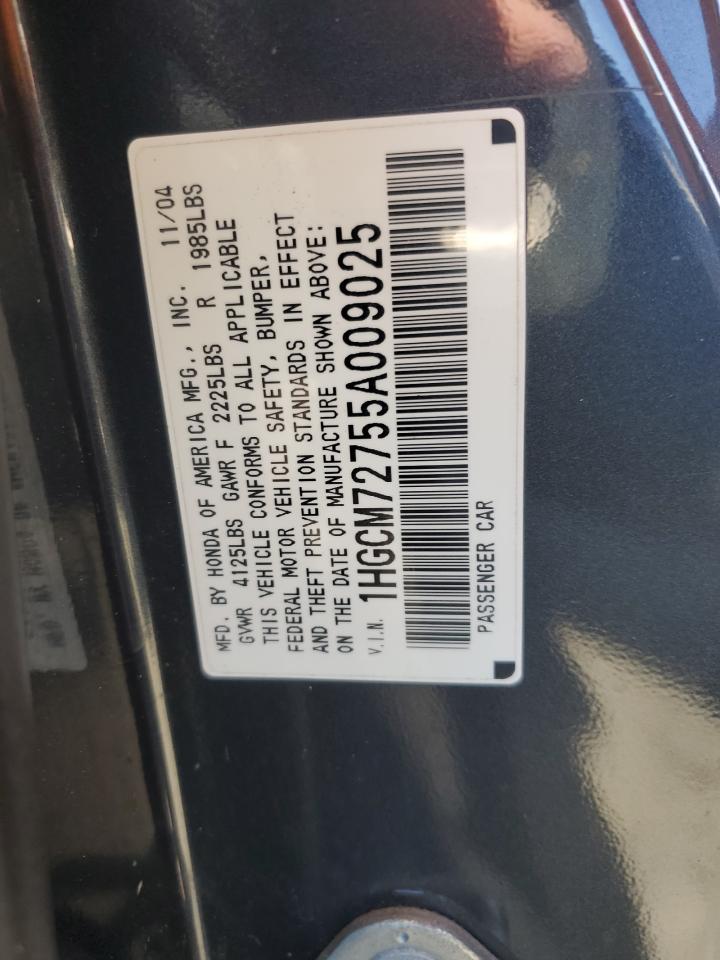 MFD. BY HONDA OF AMERICA MFG., INC. 11/04
GVWR 4125LBS GAWR F 2225LBS R 1985LBS
THIS VEHICLE CONFORMS TO ALL APPLICABLE
FEDERAL MOTOR VEHICLE SAFETY, BUMPER,
AND THEFT PREVENTION STANDARDS IN EFFECT
ON THE DATE OF MANUFACTURE SHOWN ABOVE:
V.I.N. 1HGCM72755A009025
PASSENGER CAR